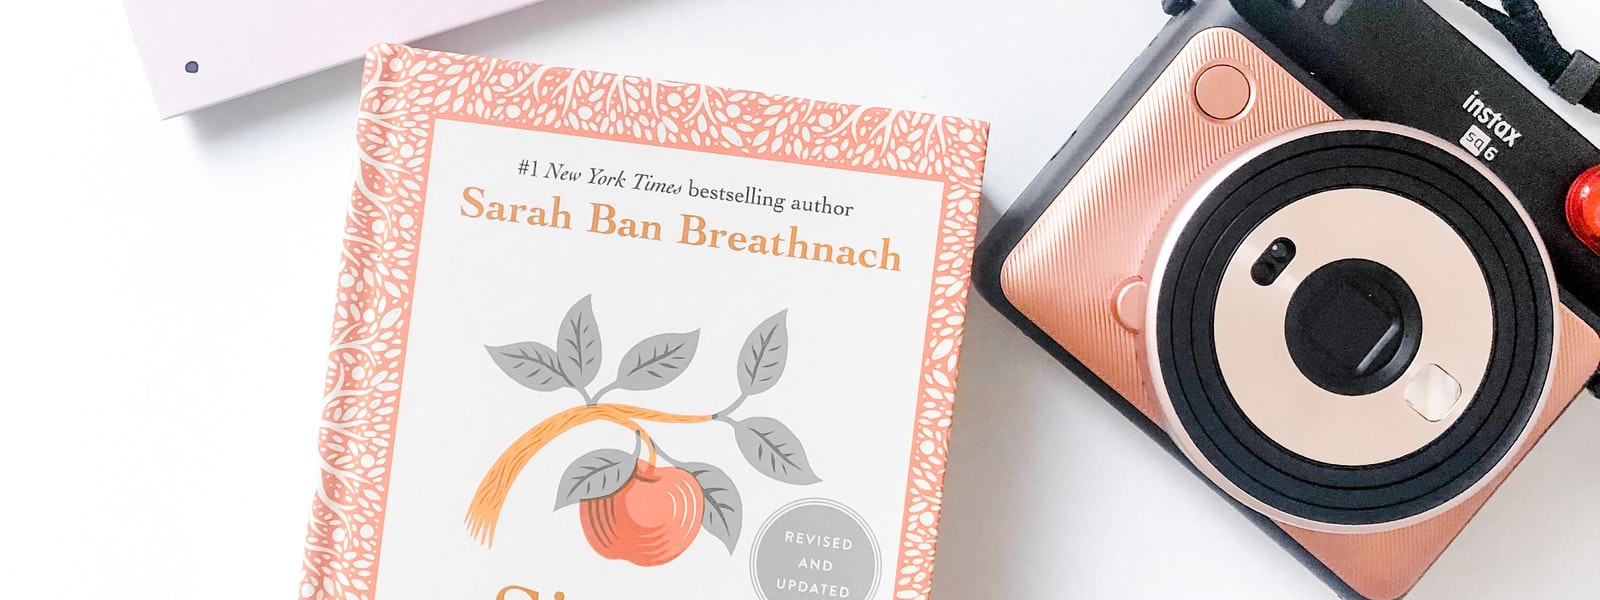 #1 New York Times bestselling author
Sarah Ban Breathnach
REVISED
AND
UPDATED
instax
SQ6